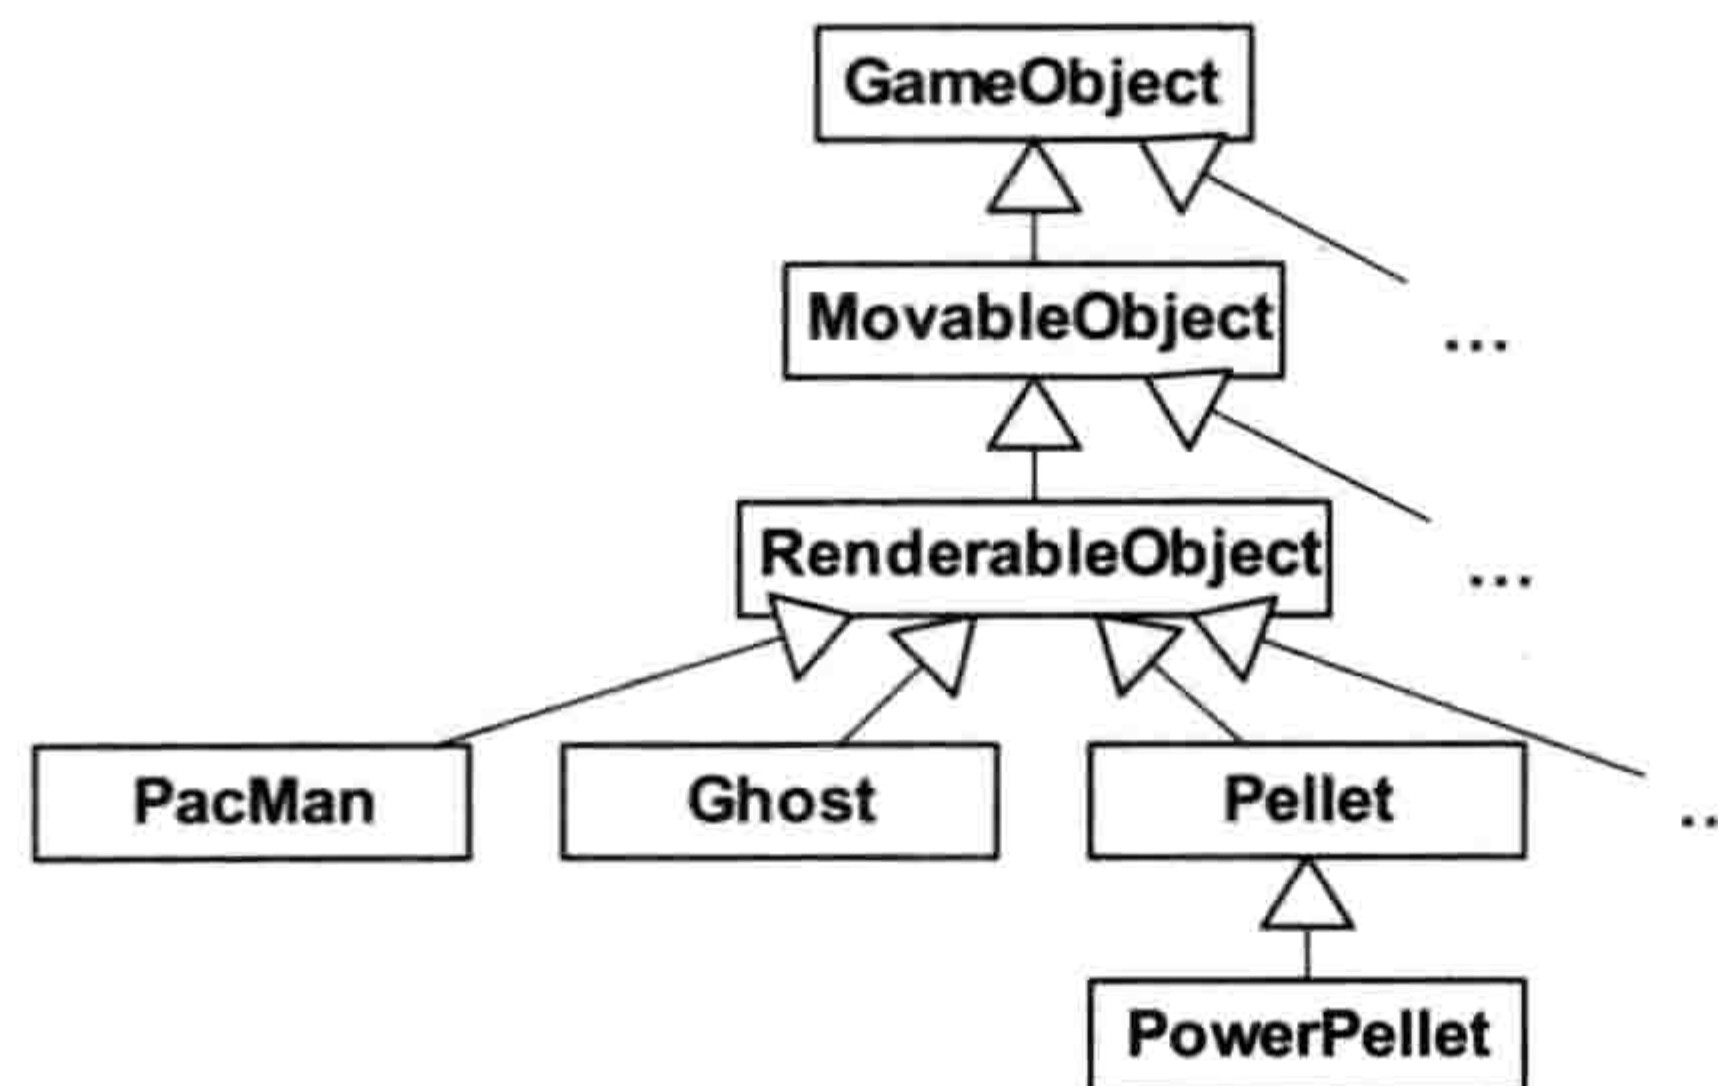 GameObject
MovableObject
...
RenderableObject
...
PacMan
Ghost
Pellet
..
PowerPellet